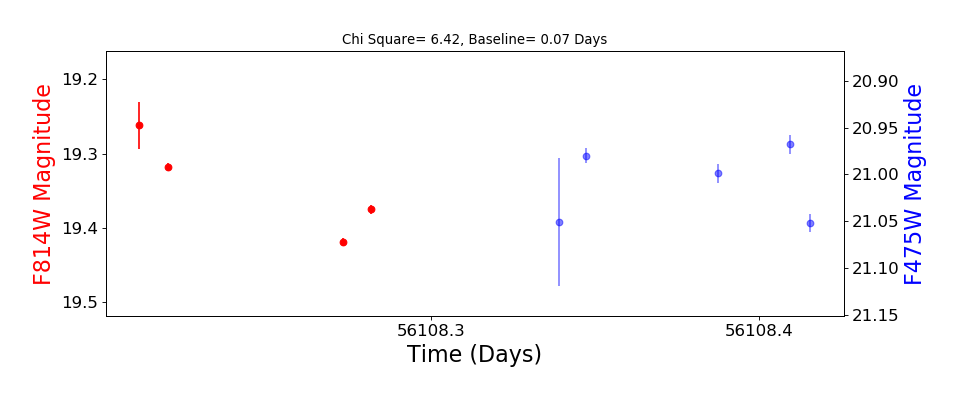 Chi Square= 6.42, Baseline= 0.07 Days
F814W Magnitude
19.2
19.3
19.4
19.5
20.90
20.95
21.00
21.05
21.10
21.15
F475W Magnitude
56108.3 56108.4
Time (Days)